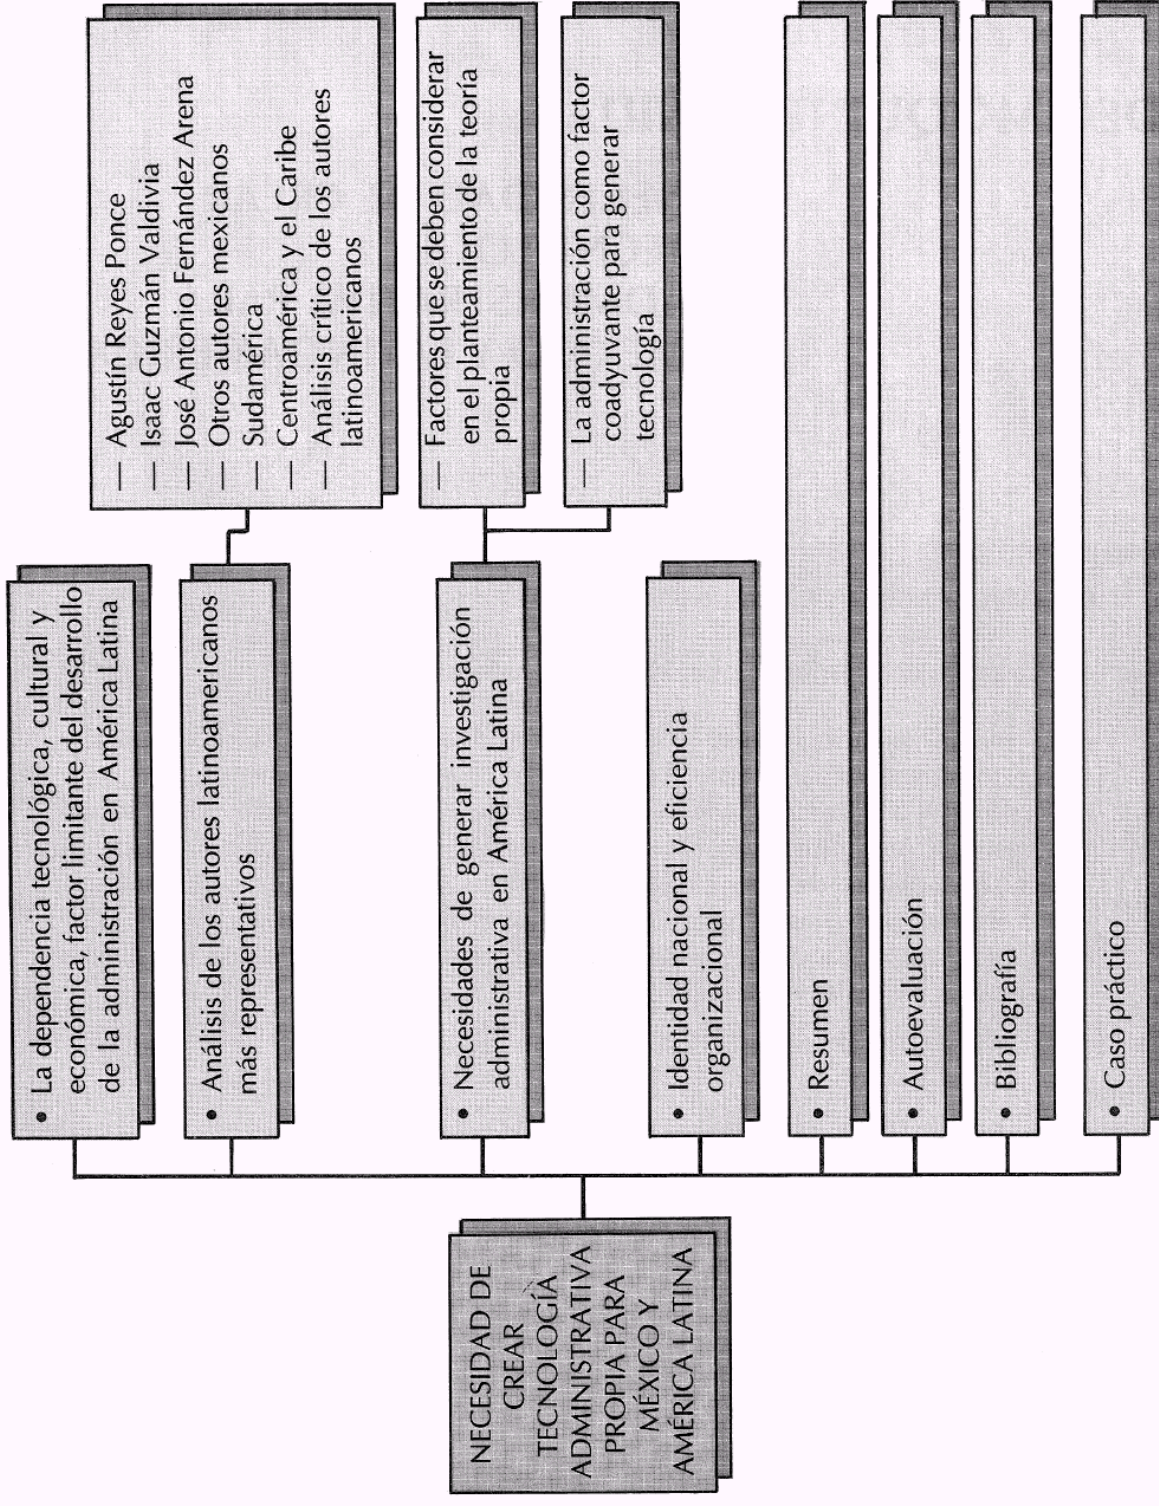 NECESIDAD DE
CREAR
TECNOLOGÍA
ADMINISTRATIVA
PROPIA PARA
MÉXICO Y
AMÉRICA LATINA
• La dependencia tecnológica, cultural y
económica, factor limitante del desarrollo
de la administración en América Latina
• Análisis de los autores latinoamericanos
más representativos
— Agustín Reyes Ponce
— Isaac Guzmán Valdivia
— José Antonio Fernández Arena
— Otros autores mexicanos
— Sudamérica
— Centroamérica y el Caribe
— Análisis crítico de los autores
latinoamericanos
• Necesidades de generar investigación
administrativa en América Latina
— Factores que se deben considerar
en el planteamiento de la teoría
propia
— La administración como factor
coadyuvante para generar
tecnología
• Identidad nacional y eficiencia
organizacional
• Resumen
• Autoevaluación
• Bibliografía
• Caso práctico